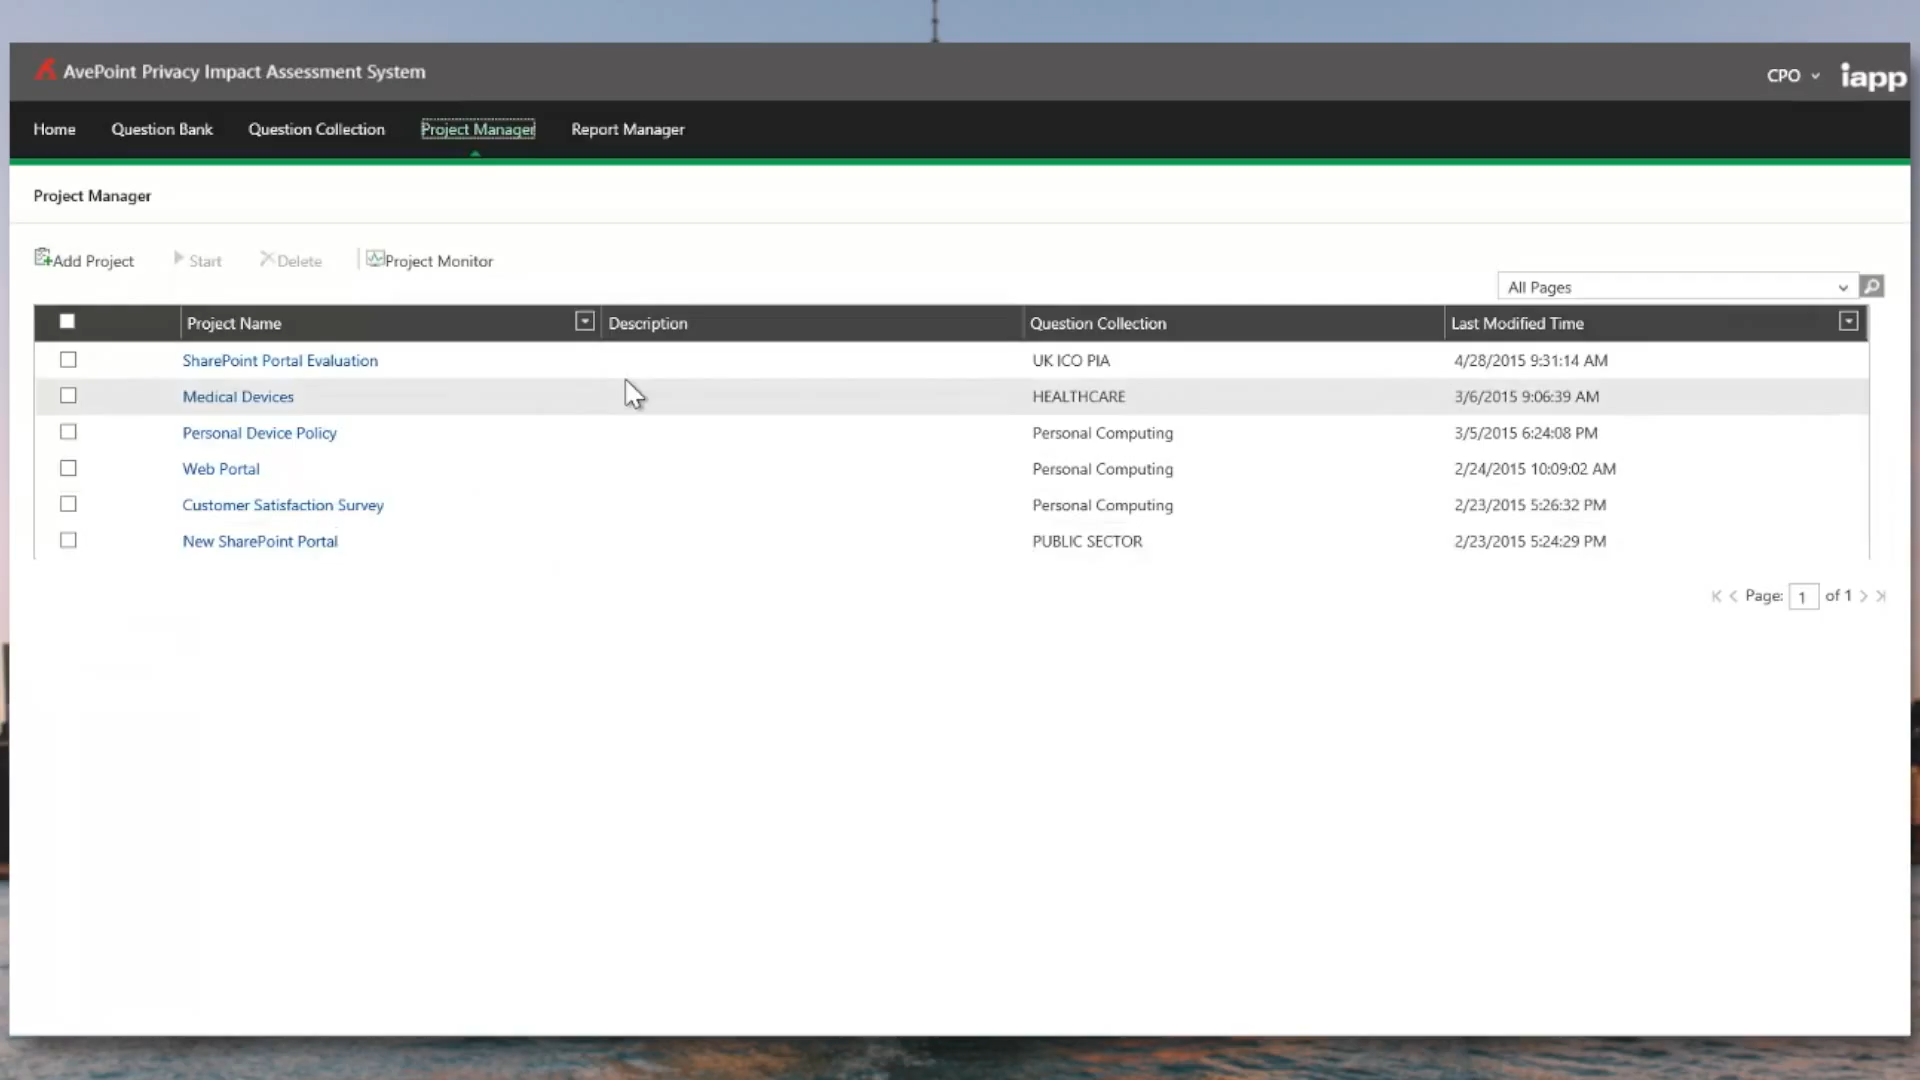 AvePoint Privacy Impact Assessment System
CPO
iapp
Home Question Bank Question Collection Project Manager Report Manager
Project Manager
Add Project Start Delete Project Monitor
All Pages
Project Name Description Question Collection Last Modified Time
SharePoint Portal Evaluation UK ICO PIA 4/28/2015 9:31:14 AM
Medical Devices HEALTHCARE 3/6/2015 9:06:39 AM
Personal Device Policy Personal Computing 3/5/2015 6:24:08 PM
Web Portal Personal Computing 2/24/2015 10:09:02 AM
Customer Satisfaction Survey Personal Computing 2/23/2015 5:26:32 PM
New SharePoint Portal PUBLIC SECTOR 2/23/2015 5:24:29 PM
Page: 1 of 1